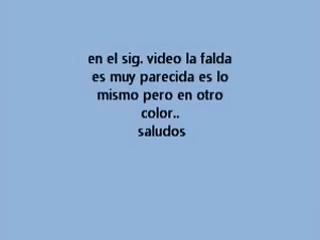 en el sig. video la falda
es muy parecida es lo
mismo pero en otro
color..
saludos